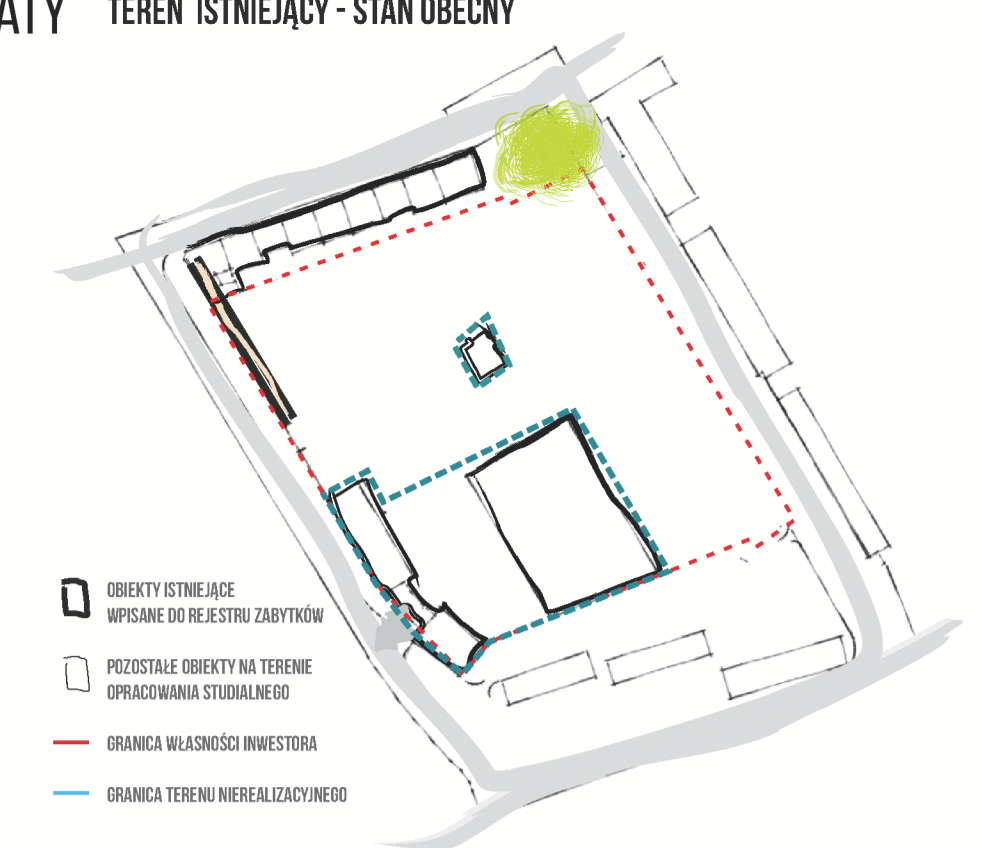 ATY
TEREN ISTNIEJĄCY - STAN OBECNY
OBIEKTY ISTNIEJĄCE
WPISANE DO REJESTRU ZABYTKÓW
POZOSTAŁE OBIEKTY NA TERENIE
OPRACOWANIA STUDIALNEGO
GRANICA WŁASNOŚCI INWESTORA
GRANICA TERENU NIEREALIZACYJNEGO